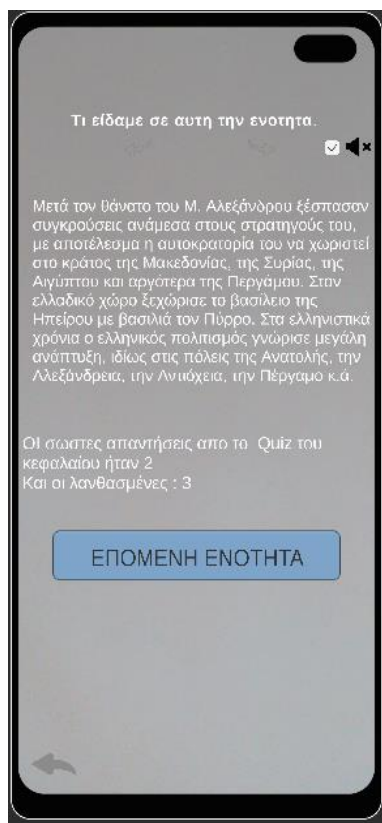 Τι είδαμε σε αυτη την ενοτητα.
Μετά τον θάνατο του Μ. Αλεξάνδρου ξέσπασαν
συγκρούσεις ανάμεσα στους στρατηγούς του,
με αποτέλεσμα η αυτοκρατορία του να χωριστεί
στο κράτος της Μακεδονίας, της Συρίας, της
Αιγύπτου και αργότερα της Περγάμου. Στον
ελλαδικό χώρο ξεχώρισε το βασίλειο της
Ηπείρου με βασιλιά τον Πύρρο. Στα ελληνιστικά
χρόνια ο ελληνικός πολιτισμός γνώρισε μεγάλη
ανάπτυξη, ιδίως στις πόλεις της Ανατολής, την
Αλεξάνδρεια, την Αντιόχεια, την Πέργαμο κ.ά.
ΟΙ σωστες απαντήσεις απο το Quiz του
κεφαλαίου ήταν 2
Και οι λανθασμένες : 3
ΕΠΟΜΕΝΗ ΕΝΟΤΗΤΑ